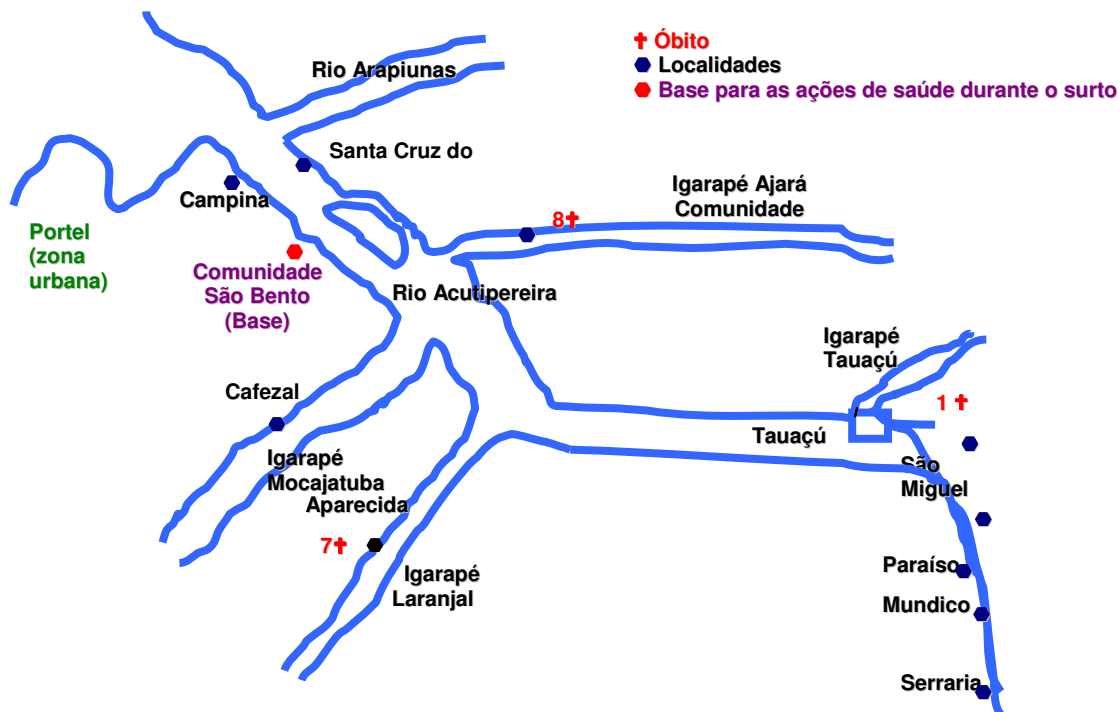 ✝ Óbito
Localidades
Base para as ações de saúde durante o surto
Rio Arapiunas
Santa Cruz do
Campina
Igarapé Ajará
Comunidade
8✝
Portel
(zona
urbana)
Comunidade
São Bento
(Base)
Rio Acutipereira
Igarapé
Tauaçú
Cafezal
1 ✝
Tauaçú
Igarapé
Mocajatuba
Aparecida
São
Miguel
7✝
Igarapé
Laranjal
Paraíso
Mundico
Serraria